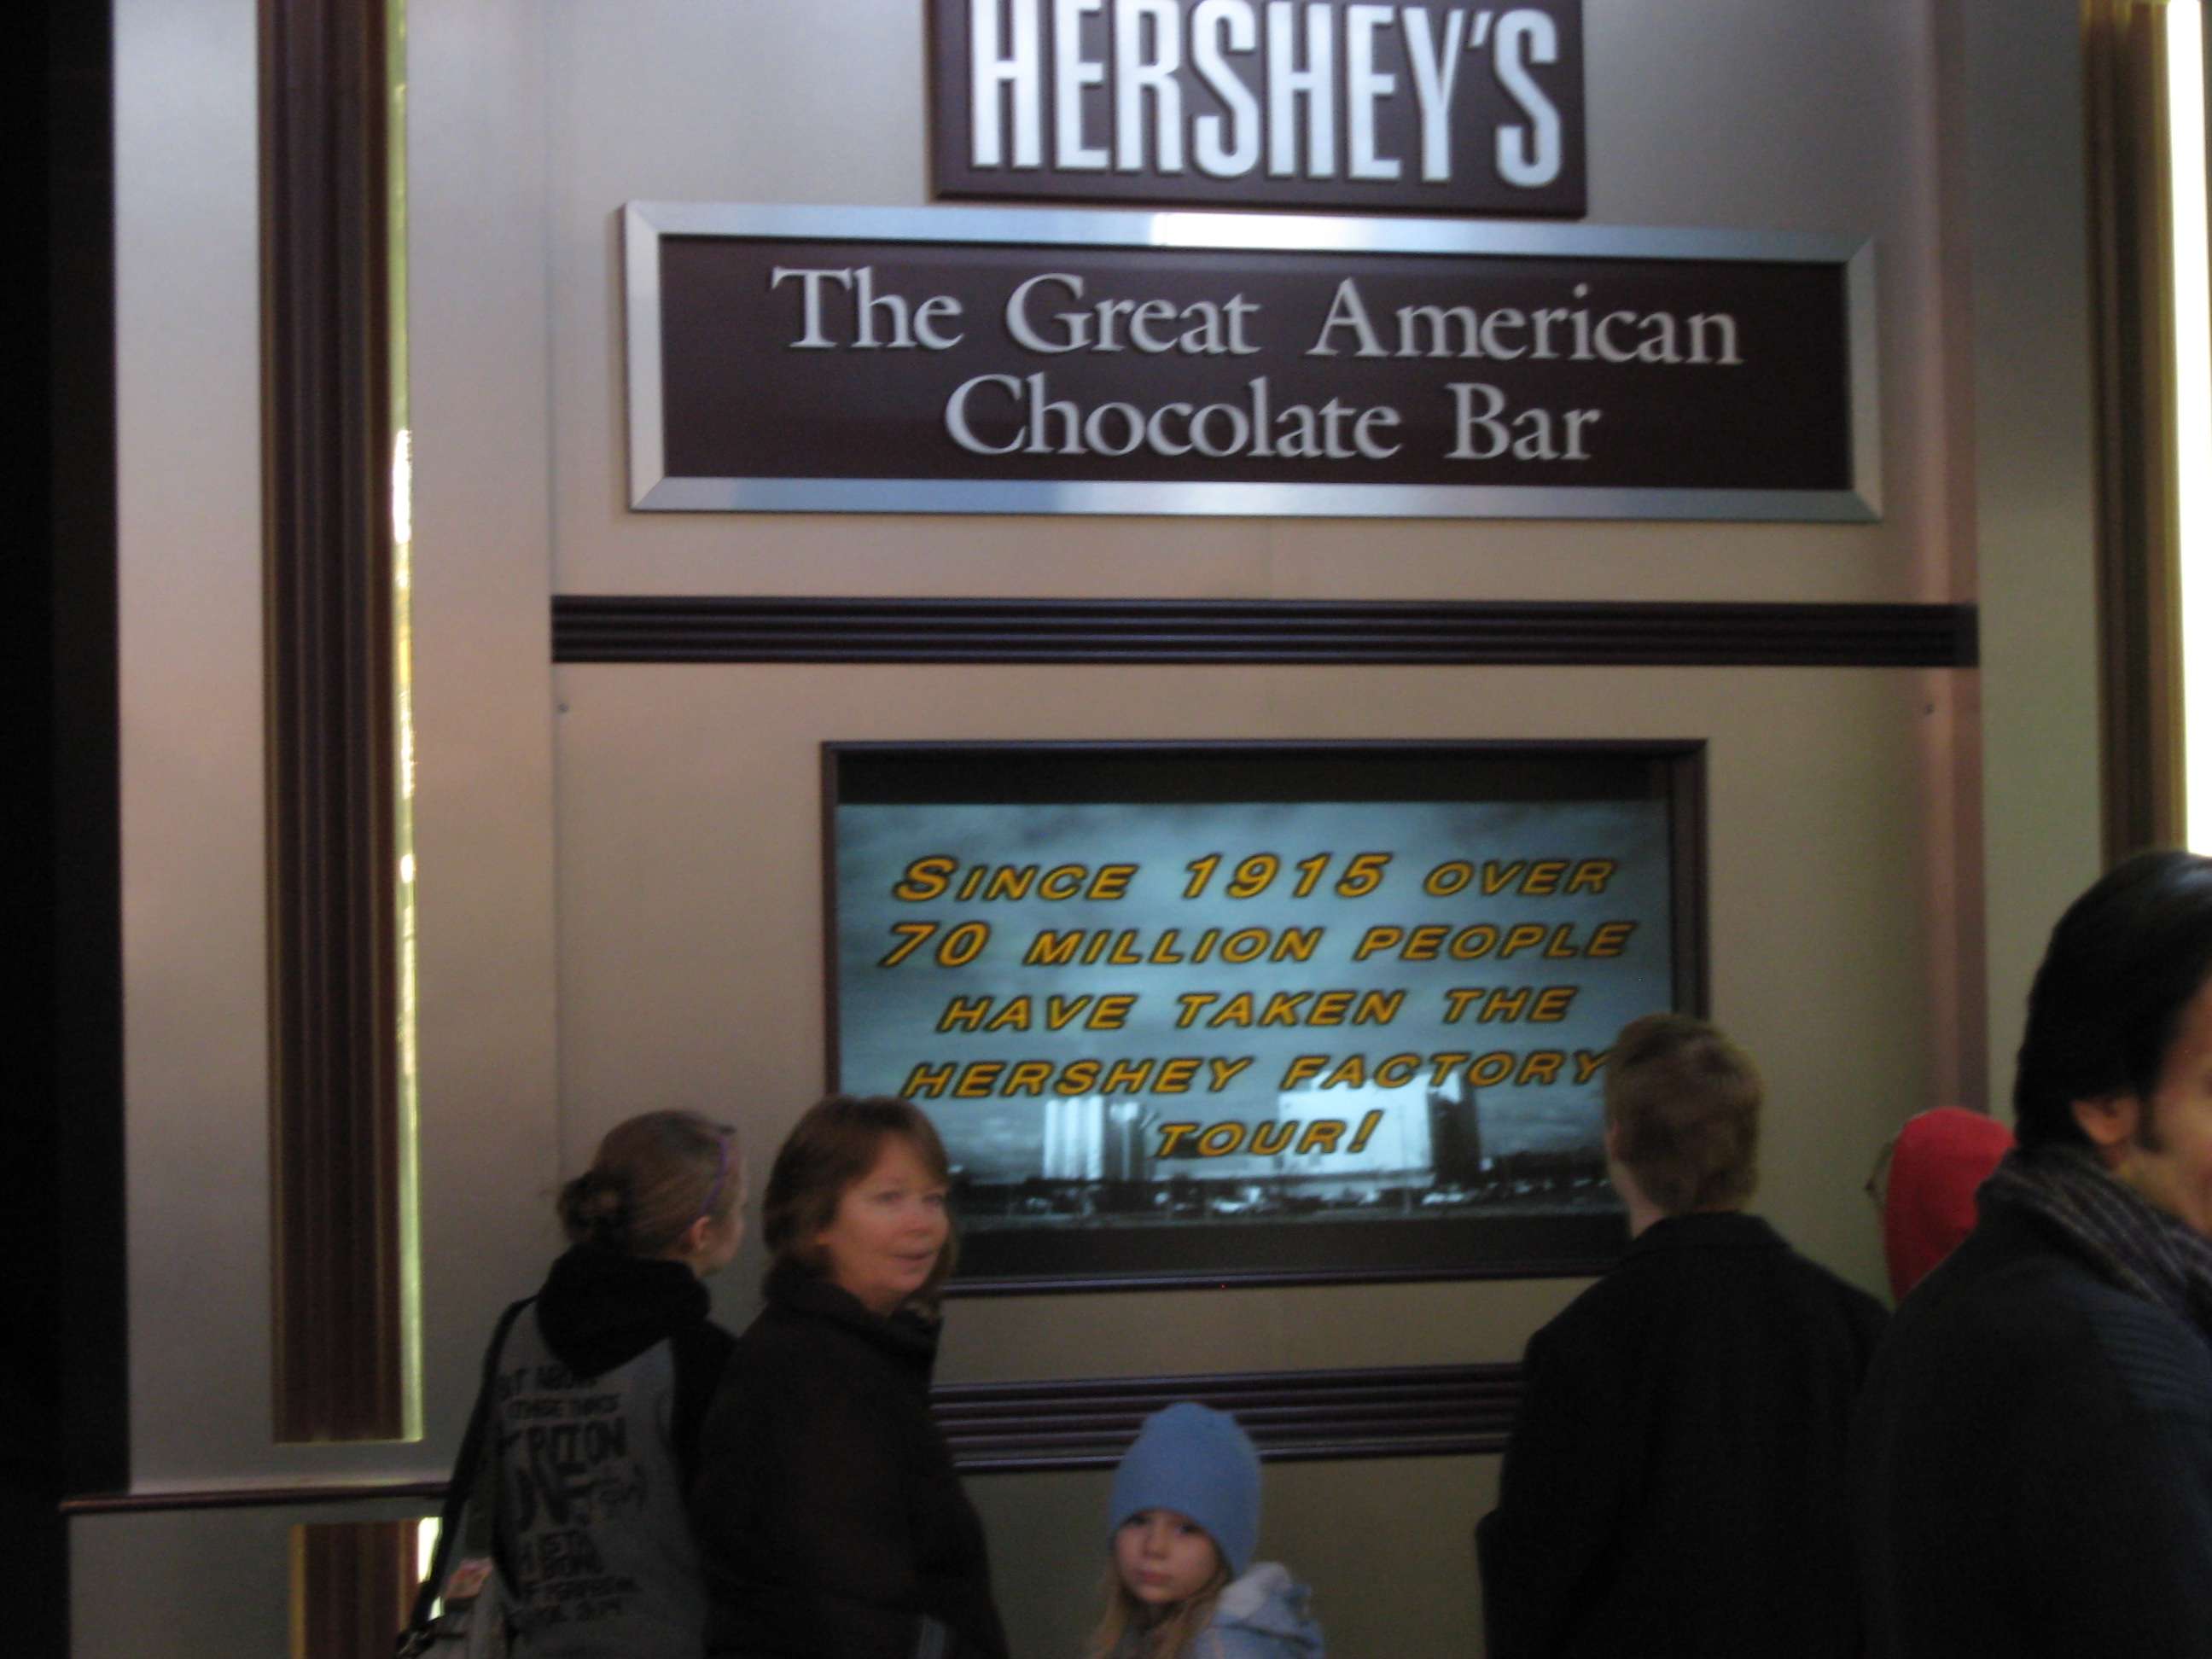 HERSHEY'S
The Great American
Chocolate Bar
SINCE 1915 OVER
70 MILLION PEOPLE
HAVE TAKEN THE
HERSHEY FACTORY
TOUR!